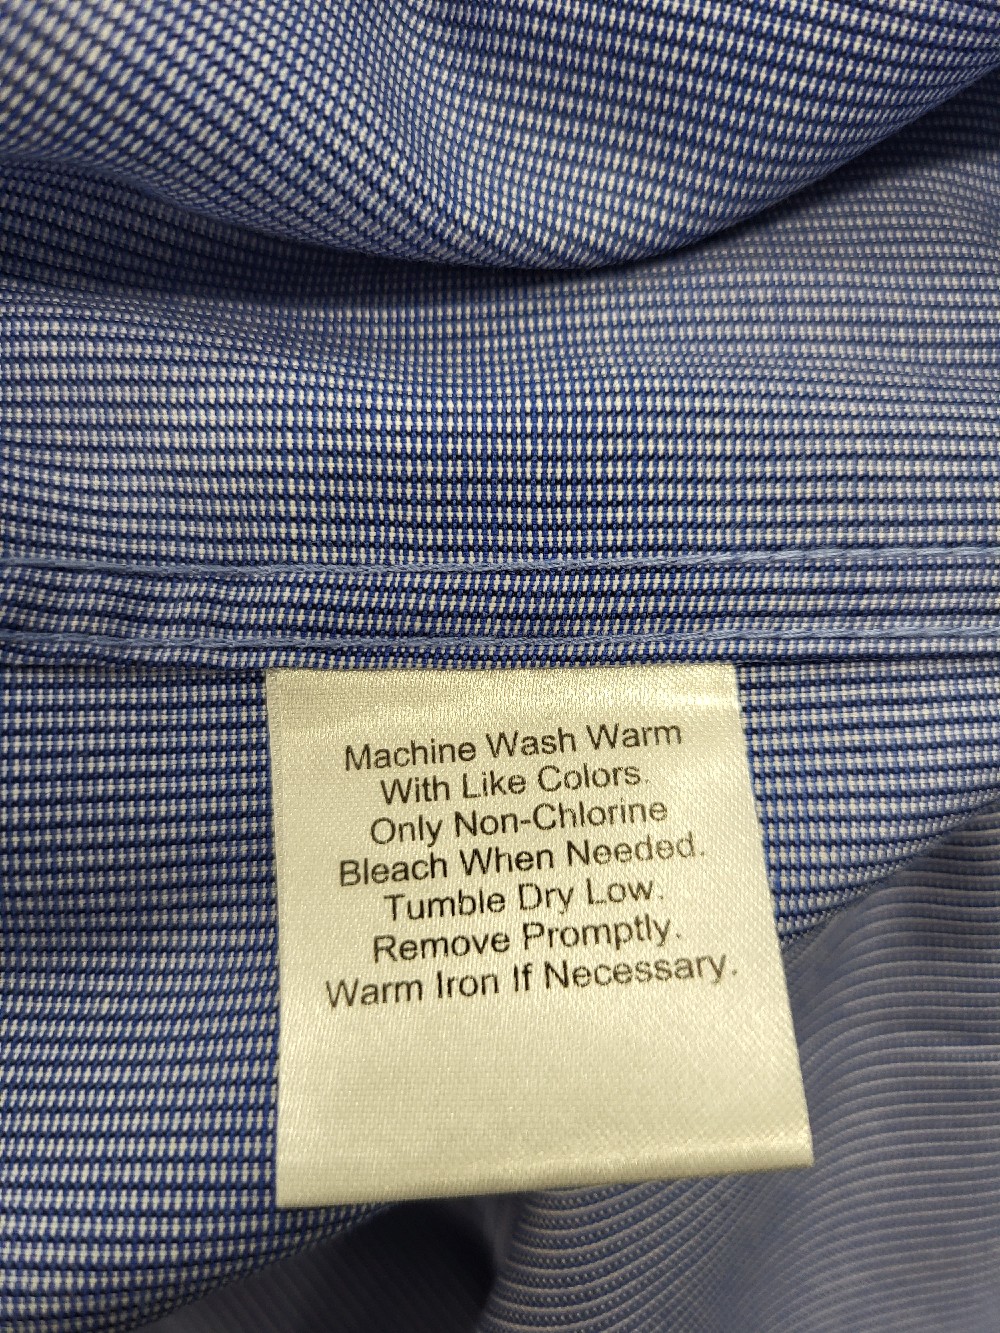 Machine Wash Warm
With Like Colors.
Only Non-Chlorine
Bleach When Needed.
Tumble Dry Low.
Remove Promptly.
Warm Iron If Necessary.